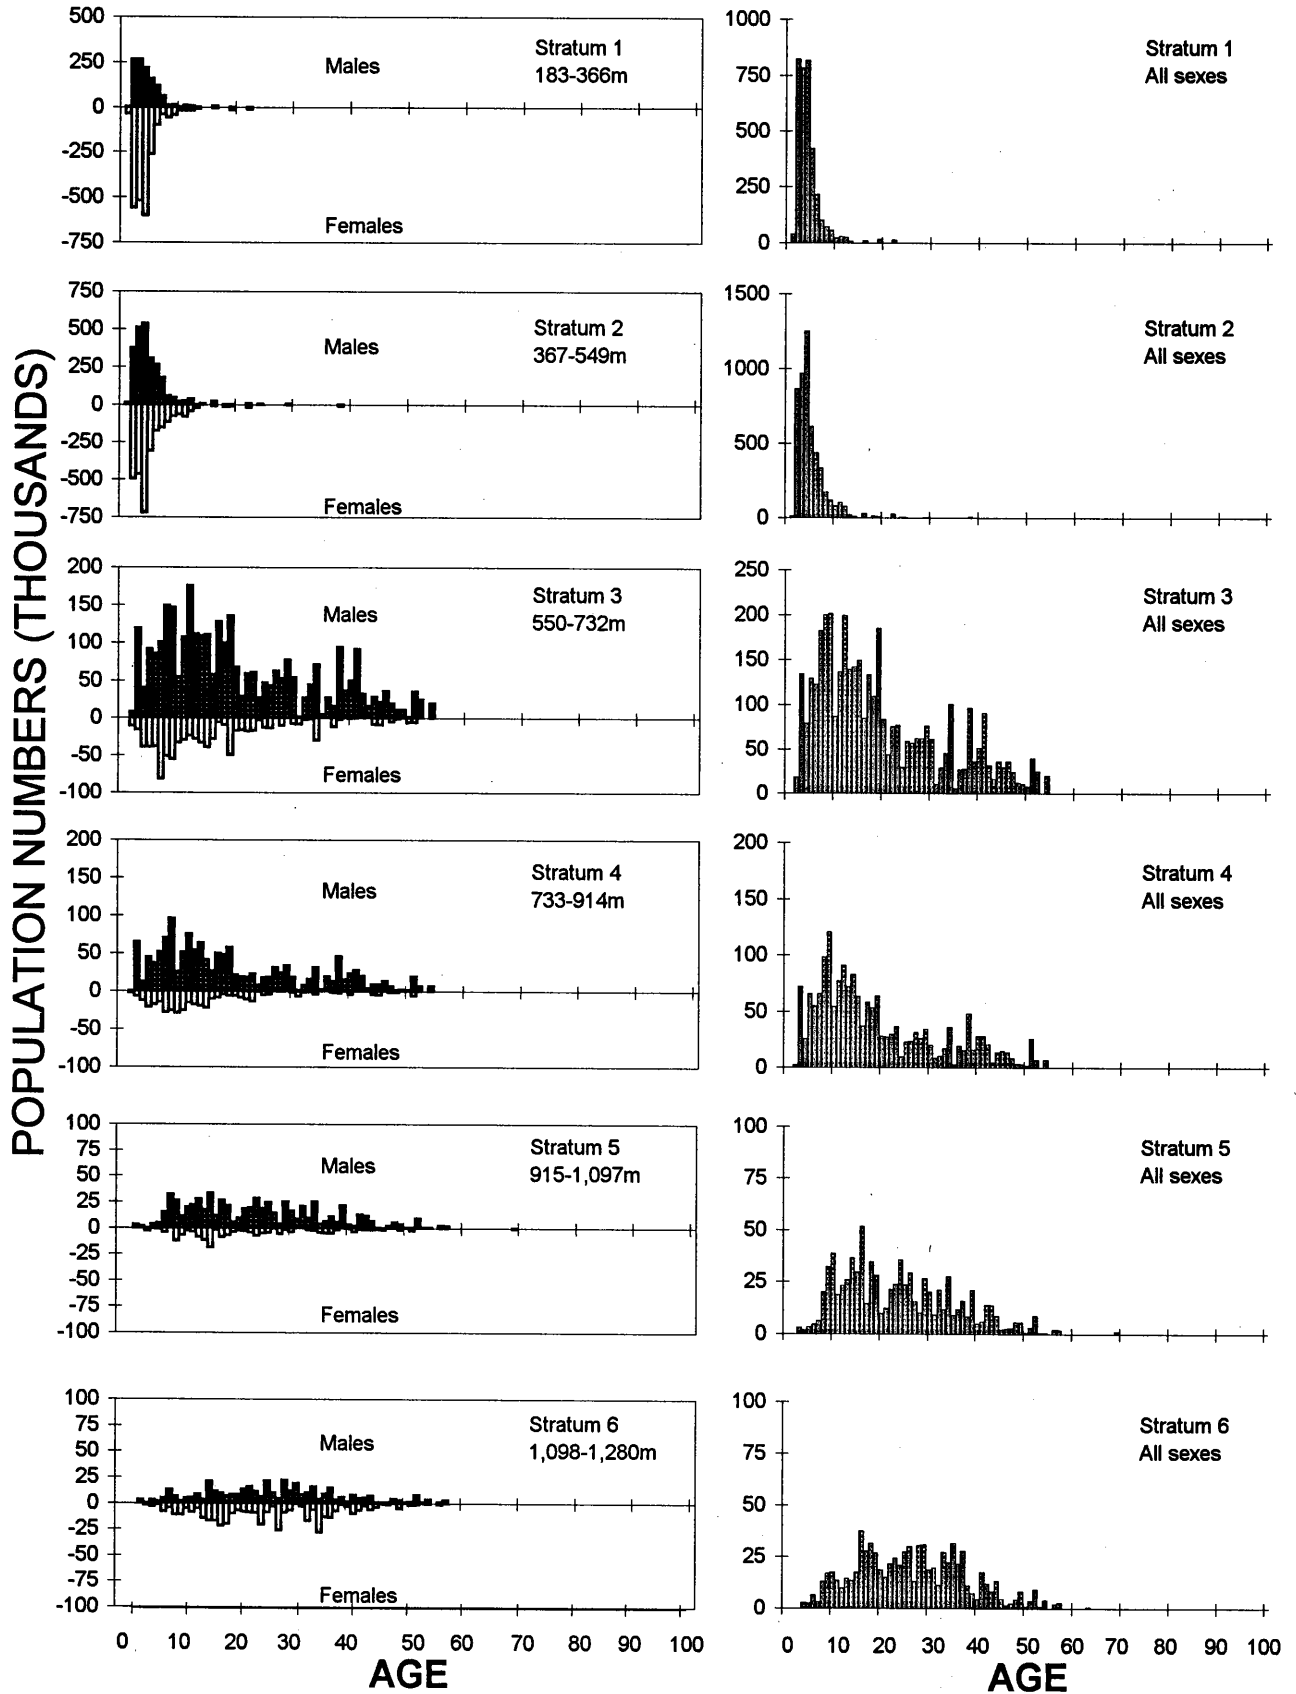 POPULATION NUMBERS (THOUSANDS)
500
250
0
-250
-500
-750
Males
Females
Stratum 1
183-366m
1000
750
500
250
0
Stratum 1
All sexes
750
500
250
0
-250
-500
-750
Males
Females
Stratum 2
367-549m
1500
1000
500
0
Stratum 2
All sexes
200
150
100
50
0
-50
-100
Males
Females
Stratum 3
550-732m
250
200
150
100
50
0
Stratum 3
All sexes
200
150
100
50
0
-50
-100
Males
Females
Stratum 4
733-914m
200
150
100
50
0
Stratum 4
All sexes
100
75
50
25
0
-25
-50
-75
-100
Males
Females
Stratum 5
915-1,097m
100
75
50
25
0
Stratum 5
All sexes
100
75
50
25
0
-25
-50
-75
-100
Males
Females
Stratum 6
1,098-1,280m
100
75
50
25
0
Stratum 6
All sexes
0 10 20 30 40 50 60 70 80 90 100
AGE
0 10 20 30 40 50 60 70 80 90 100
AGE